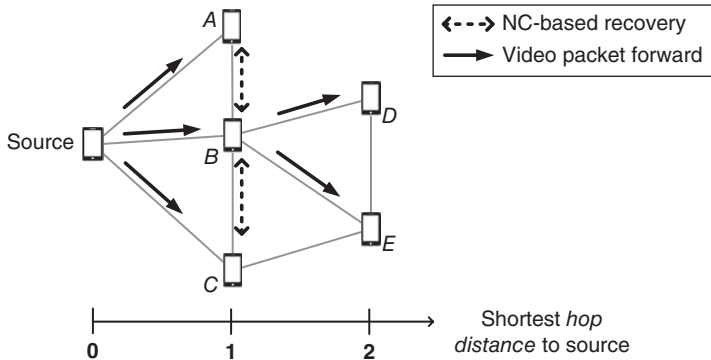 A
NC-based recovery
Video packet forward
D
Source
B
E
C
Shortest hop
distance to source
0
1
2